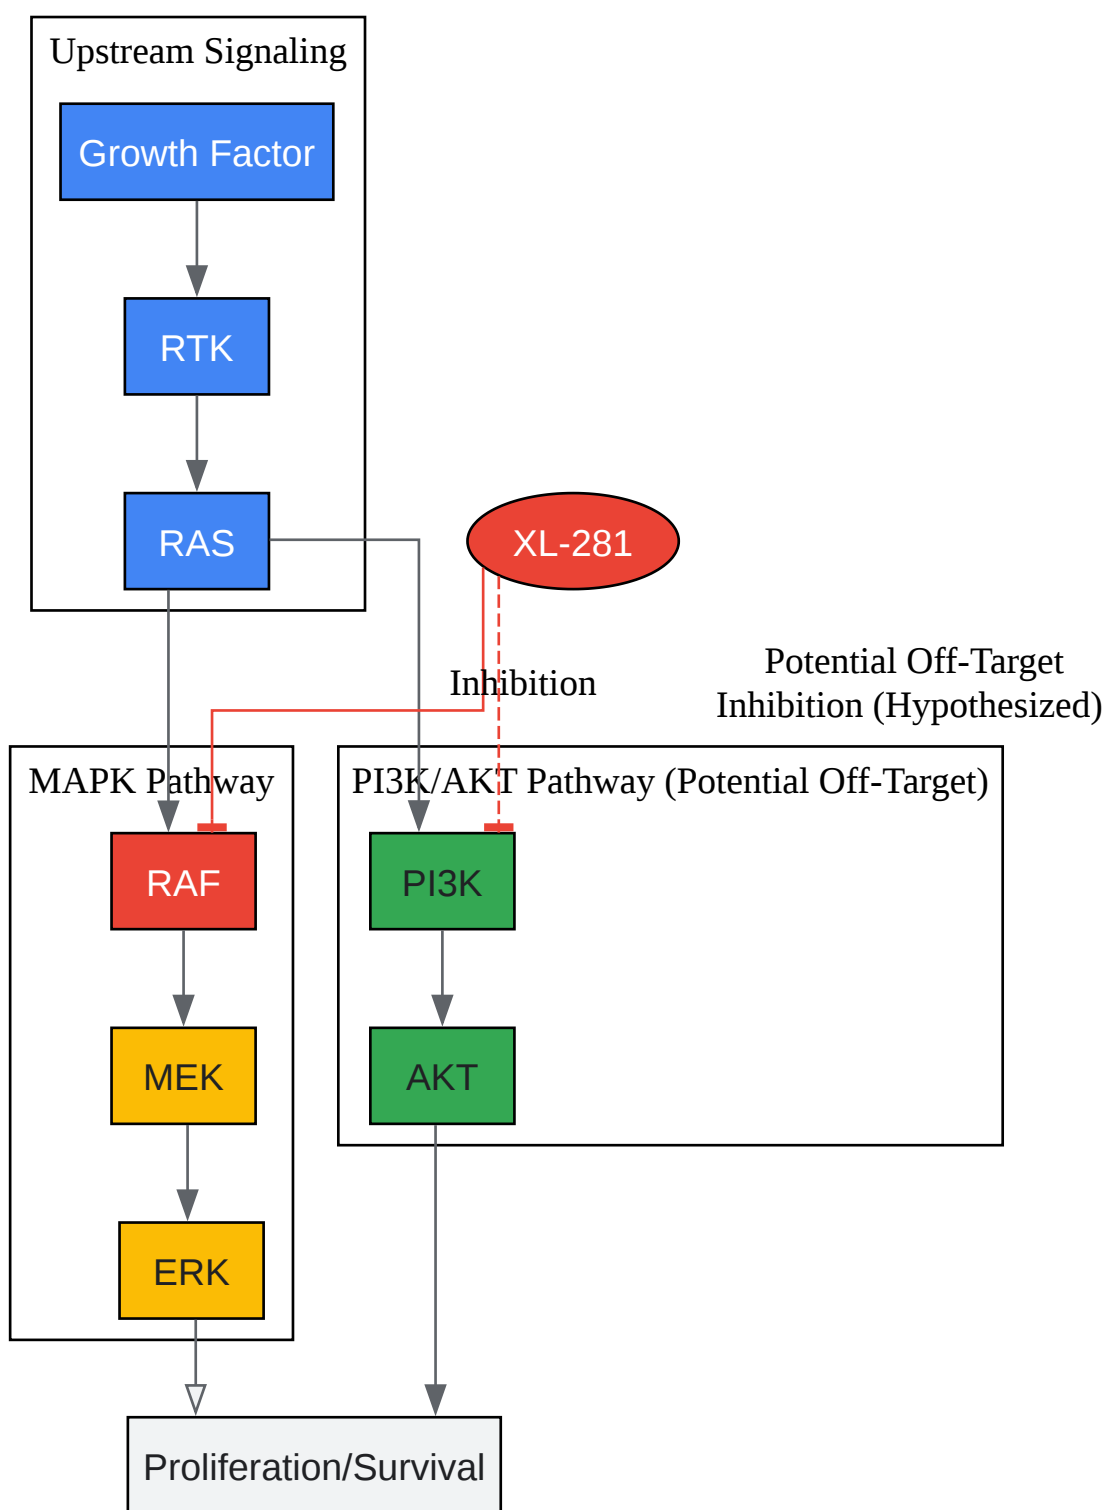 Upstream Signaling
Growth Factor
RTK
RAS
XL-281
Inhibition
Potential Off-Target
Inhibition (Hypothesized)
MAPK Pathway
PI3K/AKT Pathway (Potential Off-Target)
RAF
PI3K
MEK
AKT
ERK
Proliferation/Survival